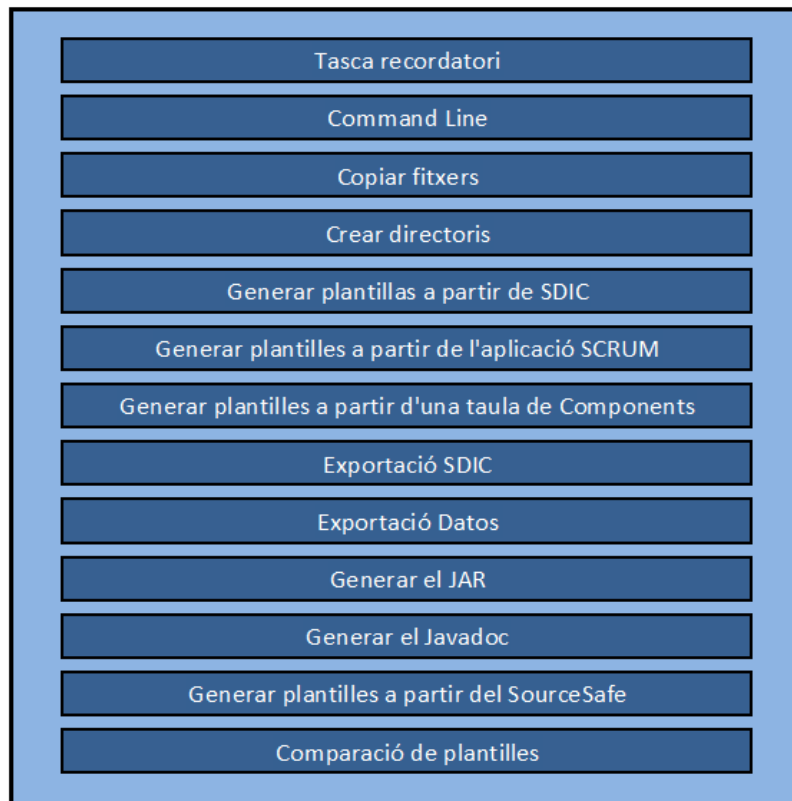 Tasca recordatori
Command Line
Copiar fitxers
Crear directoris
Generar plantillas a partir de SDIC
Generar plantilles a partir de l'aplicació SCRUM
Generar plantilles a partir d'una taula de Components
Exportació SDIC
Exportació Datos
Generar el JAR
Generar el Javadoc
Generar plantilles a partir del SourceSafe
Comparació de plantilles